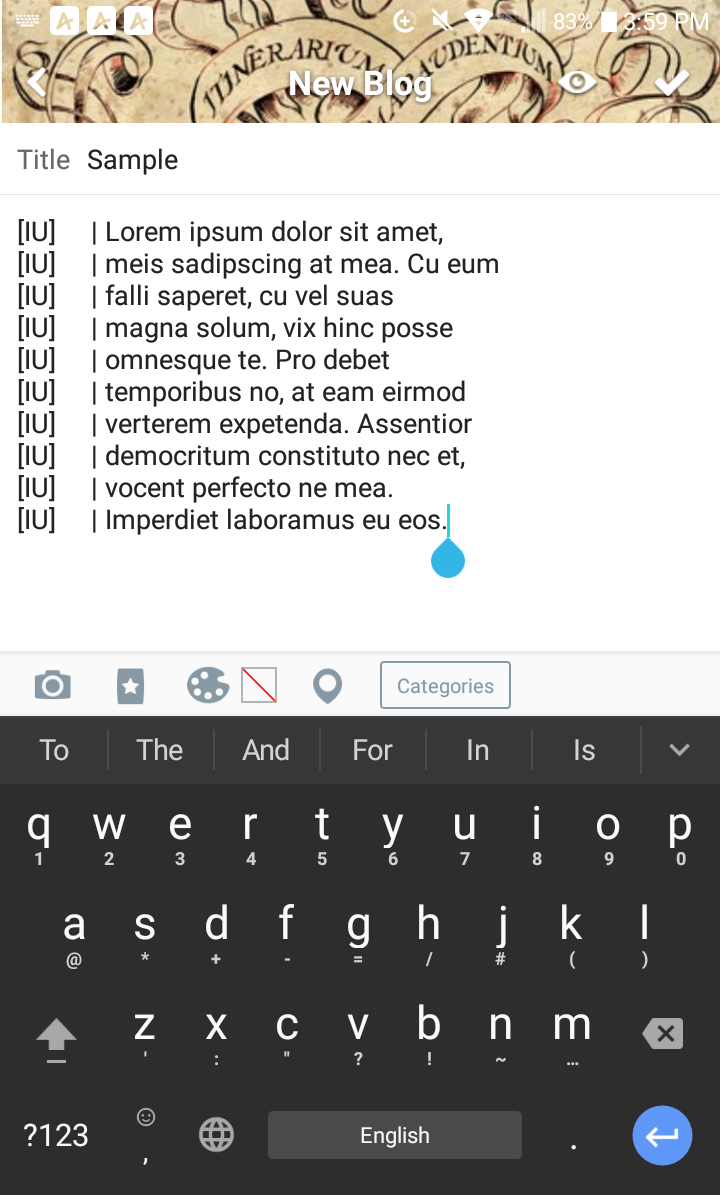 83% 3:59 PM
ITINERARIUM AUDENTIUM
New Blog
Title Sample
[IU] | Lorem ipsum dolor sit amet,
[IU] | meis sadipscing at mea. Cu eum
[IU] | falli saperet, cu vel suas
[IU] | magna solum, vix hinc posse
[IU] | omnesque te. Pro debet
[IU] | temporibus no, at eam eirmod
[IU] | verterem expetenda. Assentior
[IU] | democritum constituto nec et,
[IU] | vocent perfecto ne mea.
[IU] | Imperdiet laboramus eu eos.
Categories
To The And For In Is
q w e r t y u i o p
1 2 3 4 5 6 7 8 9 0
a s d f g h j k l
@ * + - = / # ( )
z x c v b n m
' : " ? ! ~ …
?123 , English .